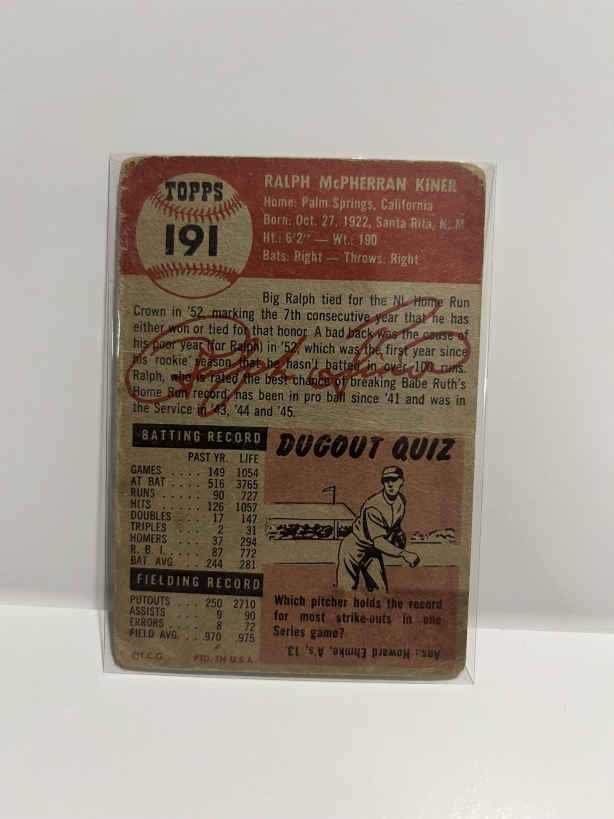 TOPPS
191
RALPH McPHERRAN KINER
Home: Palm Springs, California
Born: Oct. 27, 1922, Santa Rita, N. M
Ht.: 6'2" — Wt.: 190
Bats: Right — Throws: Right
Big Ralph tied for the NL Home Run
Crown in '52, marking the 7th consecutive year that he has
either won or tied for that honor. A bad back was the cause of
his poor year (for Ralph) in '52, which was the first year since
his rookie season that he hasn't batted in over 100 runs.
Ralph, who is rated the best chance of breaking Babe Ruth's
Home Run record, has been in pro ball since '41 and was in
the Service in '43, '44 and '45.
Ralph Kiner
BATTING RECORD
PAST YR. LIFE
GAMES .... 149 1054
AT BAT .... 516 3765
RUNS .... 90 727
HITS .... 126 1057
DOUBLES .... 17 147
TRIPLES .... 2 31
HOMERS .... 37 294
R. B. I. .... 87 772
BAT. AVG. .. .244 .281
FIELDING RECORD
PUTOUTS ... 250 2710
ASSISTS ... 9 90
ERRORS ... 8 72
FIELD AVG. .. .970 .975
©T.C.G. PTD. IN U.S.A.
DUGOUT QUIZ
Which pitcher holds the record
for most strike-outs in one
Series game?
Ans.: Howard Ehmke, A's, 13.